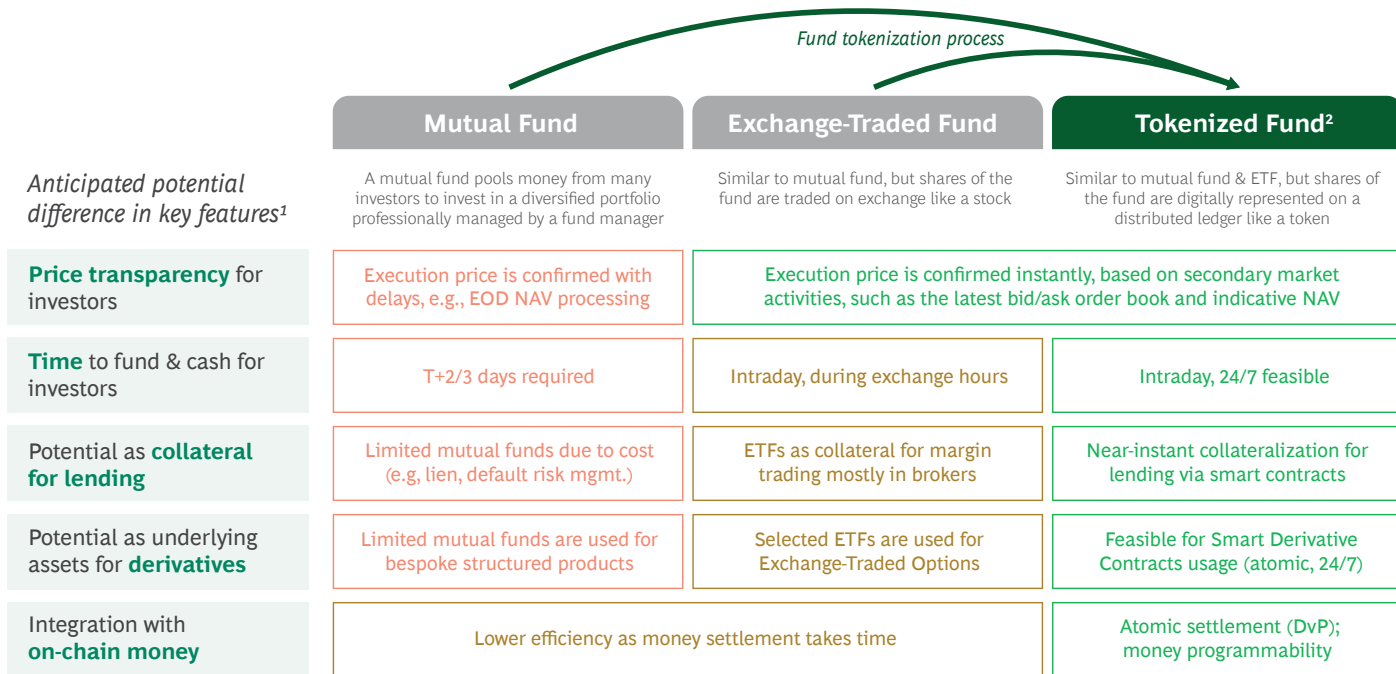 Fund tokenization process
Mutual Fund
Exchange-Traded Fund
Tokenized Fund²
Anticipated potential
difference in key features¹
A mutual fund pools money from many
investors to invest in a diversified portfolio
professionally managed by a fund manager
Similar to mutual fund, but shares of the
fund are traded on exchange like a stock
Similar to mutual fund & ETF, but shares of
the fund are digitally represented on a
distributed ledger like a token
Price transparency for
investors
Execution price is confirmed with
delays, e.g., EOD NAV processing
Execution price is confirmed instantly, based on secondary market
activities, such as the latest bid/ask order book and indicative NAV
Time to fund & cash for
investors
T+2/3 days required
Intraday, during exchange hours
Intraday, 24/7 feasible
Potential as collateral
for lending
Limited mutual funds due to cost
(e.g, lien, default risk mgmt.)
ETFs as collateral for margin
trading mostly in brokers
Near-instant collateralization for
lending via smart contracts
Potential as underlying
assets for derivatives
Limited mutual funds are used for
bespoke structured products
Selected ETFs are used for
Exchange-Traded Options
Feasible for Smart Derivative
Contracts usage (atomic, 24/7)
Integration with
on-chain money
Lower efficiency as money settlement takes time
Atomic settlement (DvP);
money programmability